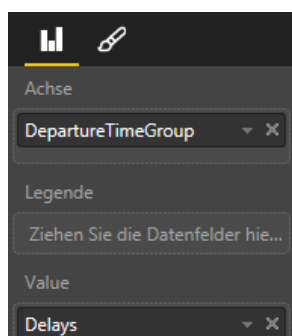 Achse
DepartureTimeGroup
Legende
Ziehen Sie die Datenfelder hie...
Value
Delays